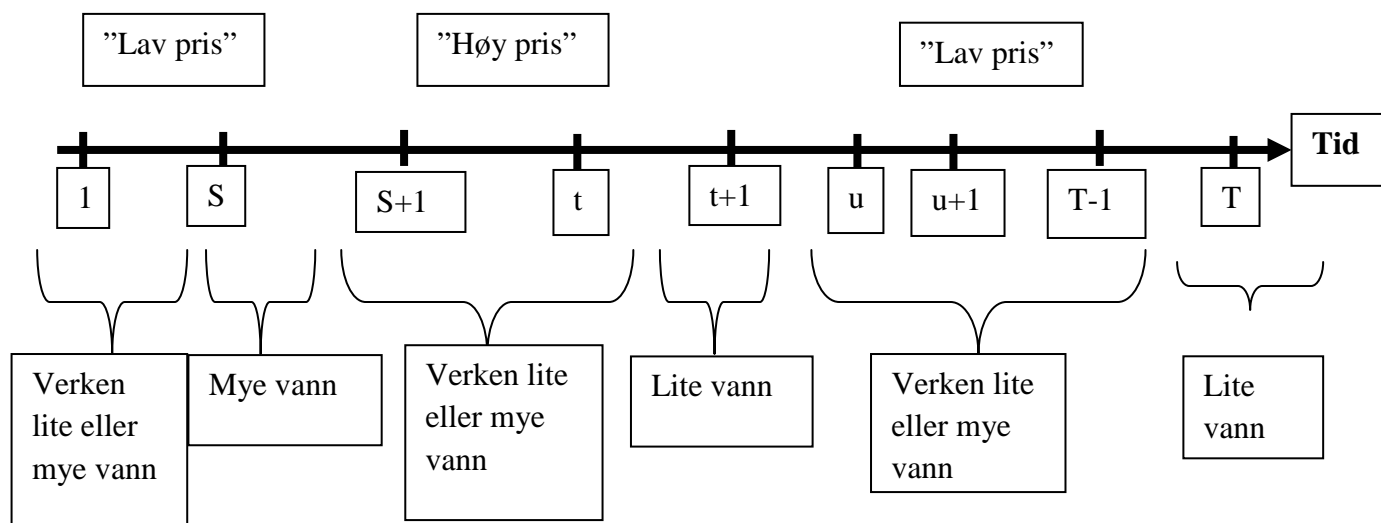 ”Lav pris”
”Høy pris”
”Lav pris”
Tid
1
S
S+1
t
t+1
u
u+1
T-1
T
Verken
lite eller
mye vann
Mye vann
Verken lite
eller mye
vann
Lite vann
Verken lite
eller mye
vann
Lite
vann